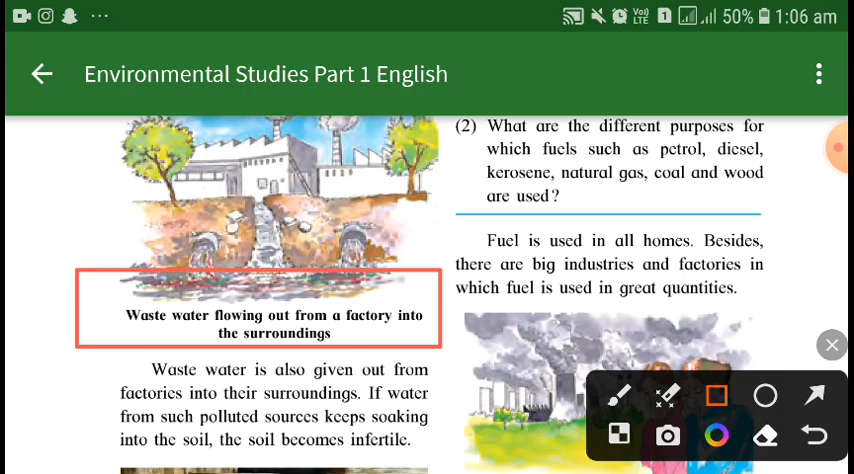 Vo)
LTE
1
50%
1:06 am
Environmental Studies Part 1 English
Waste water flowing out from a factory into
the surroundings
Waste water is also given out from
factories into their surroundings. If water
from such polluted sources keeps soaking
into the soil, the soil becomes infertile.
(2) What are the different purposes for
which fuels such as petrol, diesel,
kerosene, natural gas, coal and wood
are used?
Fuel is used in all homes. Besides,
there are big industries and factories in
which fuel is used in great quantities.